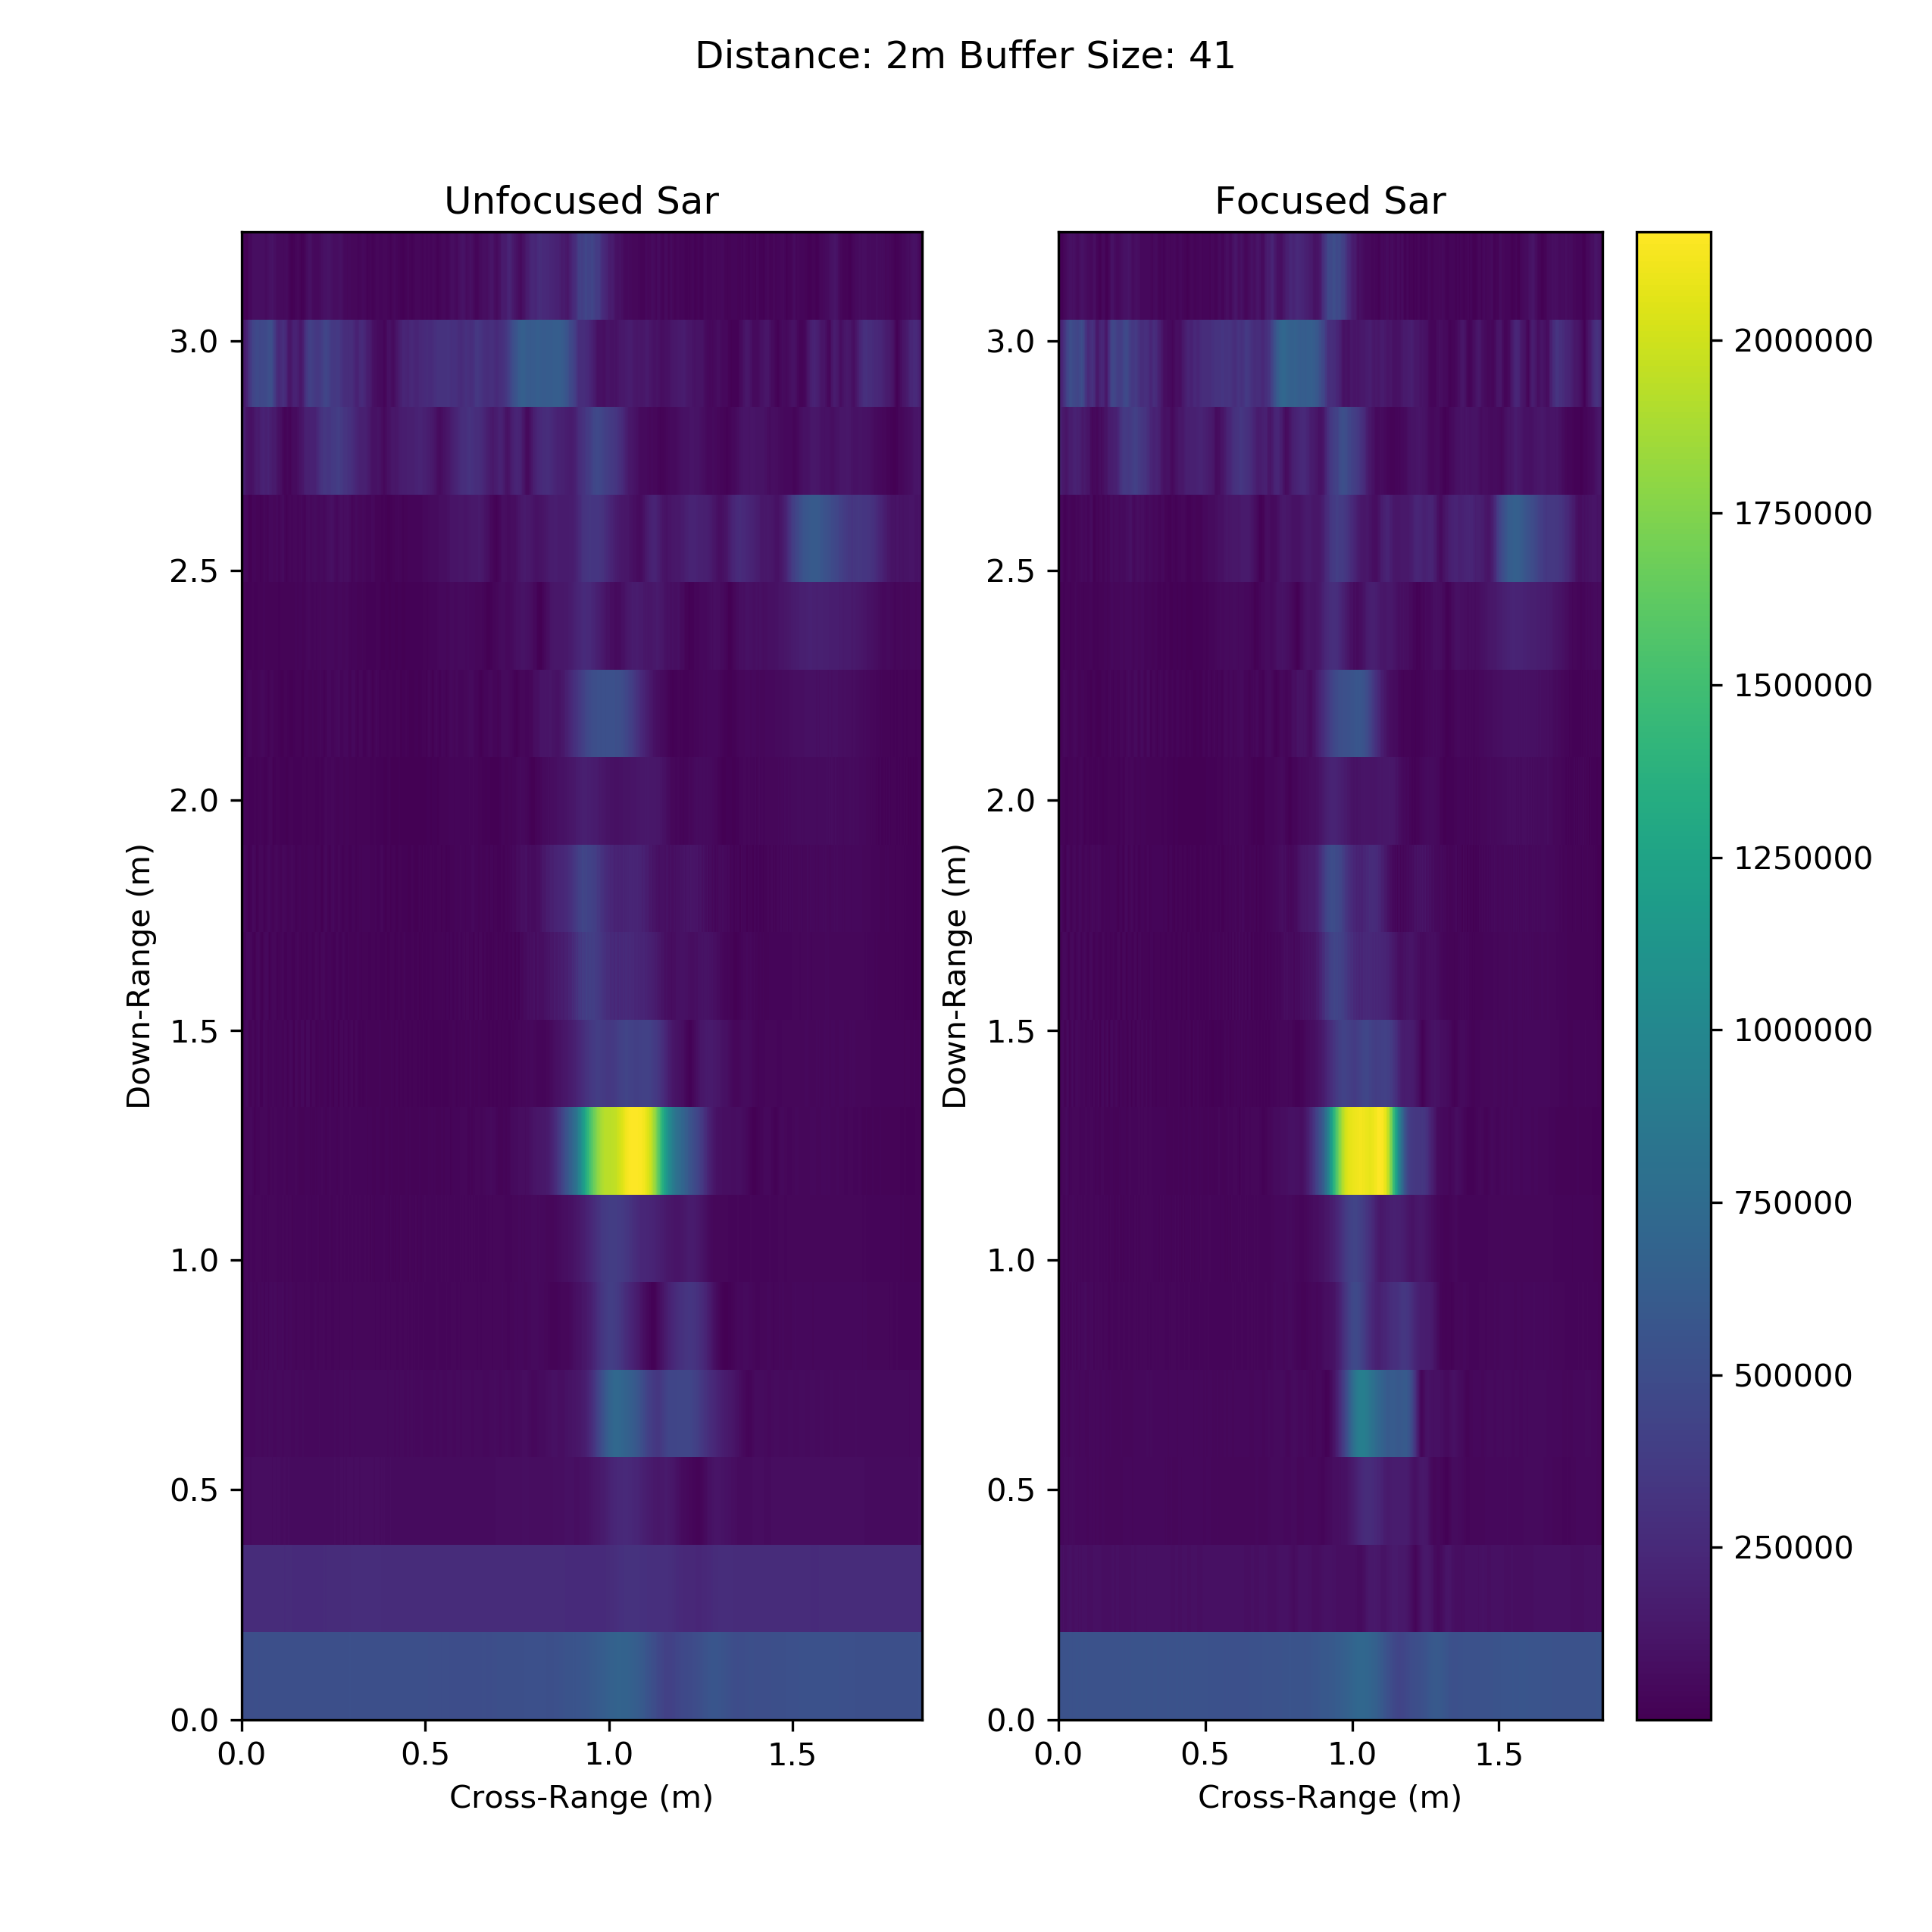 Distance: 2m Buffer Size: 41
Unfocused Sar
3.0
2.5
2.0
1.5
1.0
0.5
0.0
Down-Range (m)
0.0 0.5 1.0 1.5
Cross-Range (m)
Focused Sar
3.0
2.5
2.0
1.5
1.0
0.5
0.0
Down-Range (m)
0.0 0.5 1.0 1.5
Cross-Range (m)
2000000
1750000
1500000
1250000
1000000
750000
500000
250000